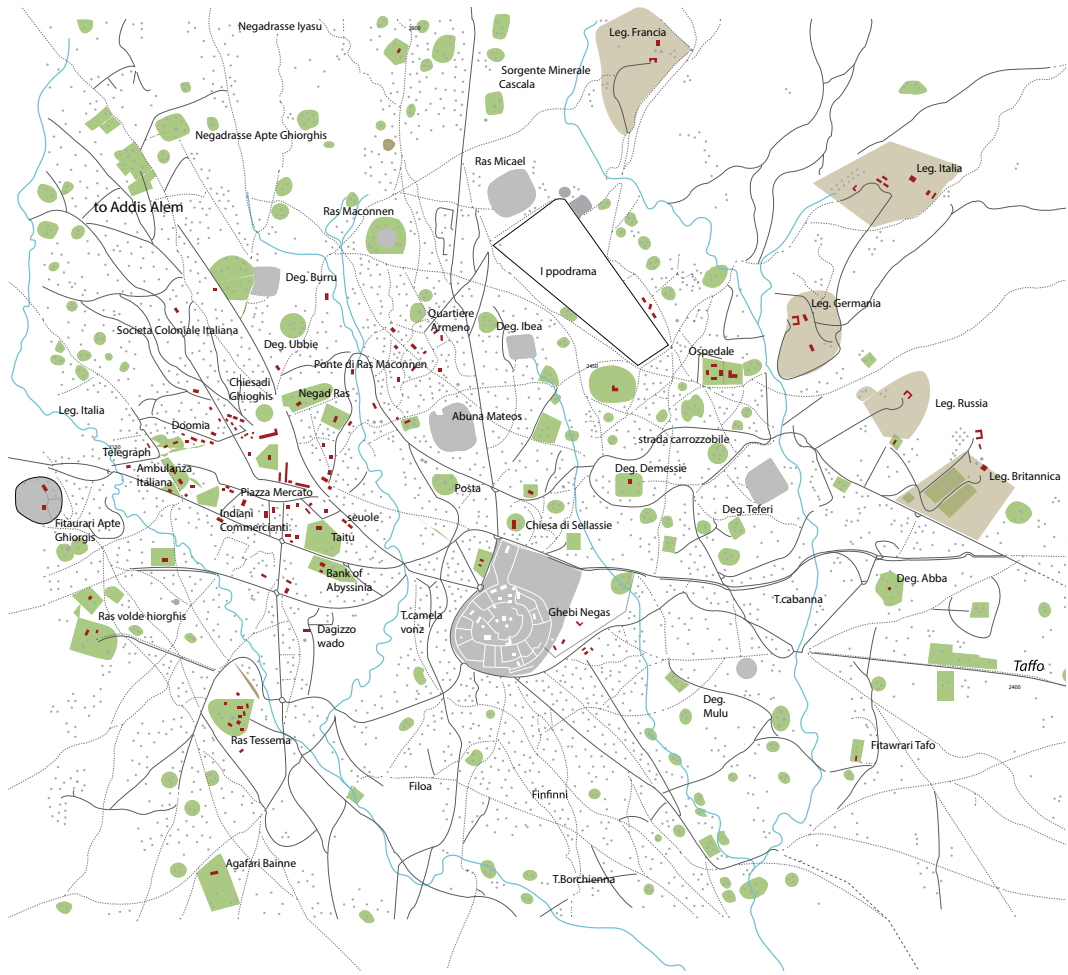 Negadrasse Iyasu
2600
Leg. Francia
Sorgente Minerale
Cascala
Negadrasse Apte Ghiorghis
Ras Micael
Leg. Italia
to Addis Alem
Ras Maconnen
I ppodrama
Deg. Burru
Leg. Germania
Quartiere
Armeno
Deg. Ibea
Societa Coloniale Italiana
Deg. Ubbie
Ospedale
Ponte di Ras Maconnen
2450
Chiesadi
Ghioghis
Negad Ras
Leg. Italia
Leg. Russia
Abuna Mateos
Doomia
strada carrozzobile
Telegraph
Ambulanza
Italiana
Deg. Demessie
Leg. Britannica
Posta
Piazza Mercato
Indiani
Commercianti
seuole
Deg. Teferi
Fitaurari Apte
Ghiorgis
Chiesa di Sellassie
Taitu
Bank of
Abyssinia
Deg. Abba
T.cabanna
Ras volde hiorghis
T.camela
vonz
Ghebi Negas
Dagizzo
wado
Taffo
2400
Deg.
Mulu
Ras Tessema
Fitawrari Tafo
Filoa
Finfinni
Agafari Bainne
T.Borchienna